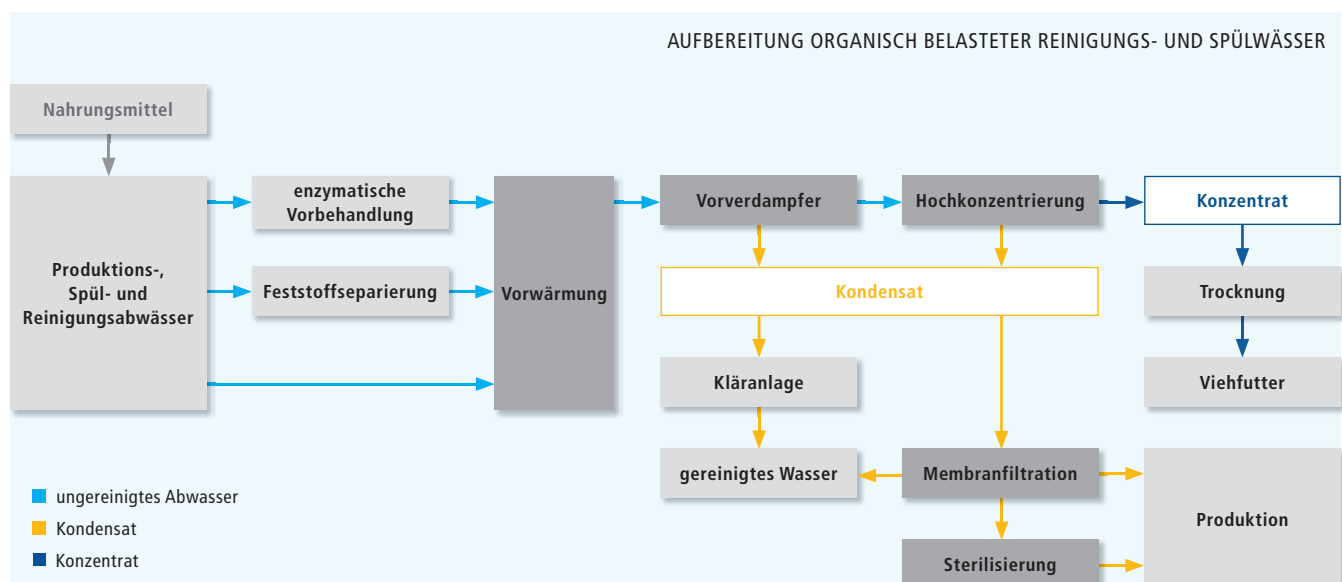 AUFBEREITUNG ORGANISCH BELASTETER REINIGUNGS- UND SPÜLWÄSSER
Nahrungsmittel
Produktions-,
Spül- und
Reinigungsabwässer
enzymatische
Vorbehandlung
Feststoffseparierung
Vorwärmung
Vorverdampfer
Hochkonzentrierung
Konzentrat
Kondensat
Trocknung
Kläranlage
Viehfutter
gereinigtes Wasser
Membranfiltration
Produktion
Sterilisierung
ungereinigtes Abwasser
Kondensat
Konzentrat